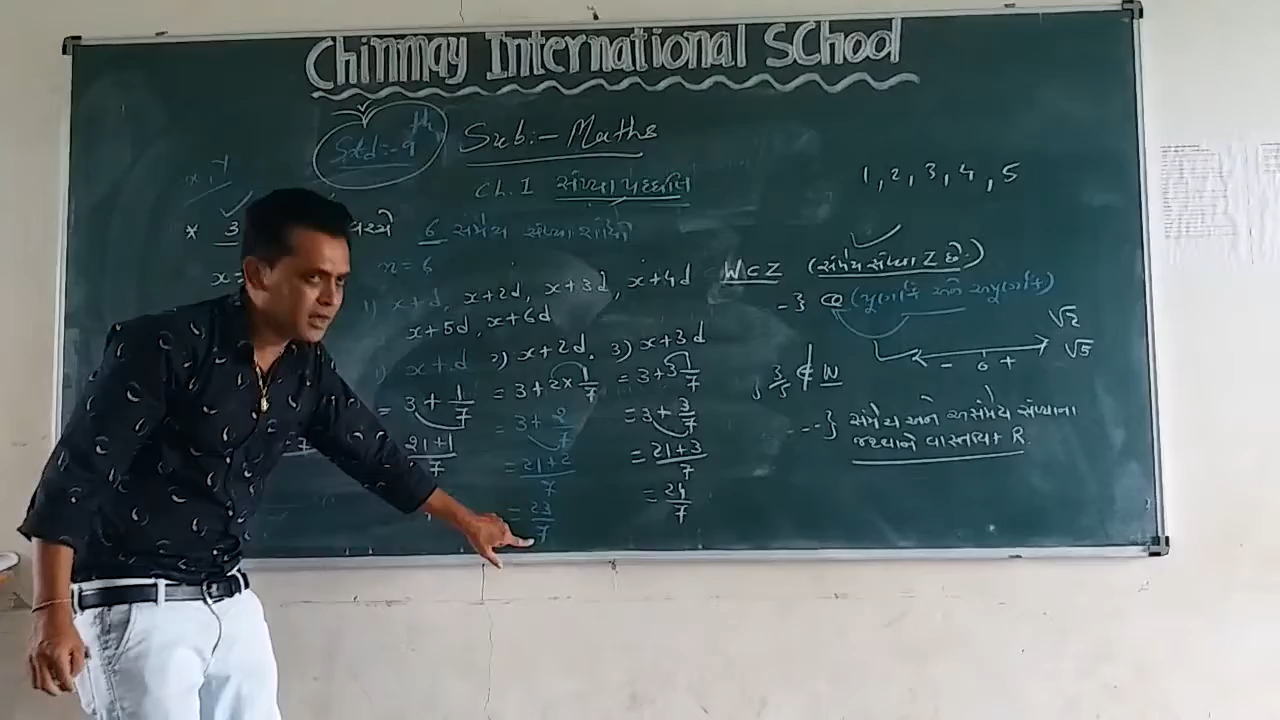 Chinmay International School
Std:- 9th Sub:- Maths
x, y
Ch. I સંખ્યા પદ્ધતિ
1, 2, 3, 4, 5
* 3 વચ્ચે 6 સંમેય સંખ્યા શોધો
x= n = 6
W ⊂ Z (સંમેય સંખ્યા Z છે.)
1) x+d, x+2d, x+3d, x+4d
x+5d, x+6d
-} Q (પૂર્ણાંક અને અપૂર્ણાંક)
√2
√5
- 0 +
1) x+d 2) x+2d. 3) x+3d
= 3+1/7 = 3+2×1/7 = 3+3 1/7
3/5 ⊄ W
= 3+2/7 = 3+3/7
21+1/7 = 21+2/7 = 21+3/7
= 23/7 = 24/7
---} સંમેય અને અસંમેય સંખ્યાના
જથ્થાને વાસ્તવિક R.